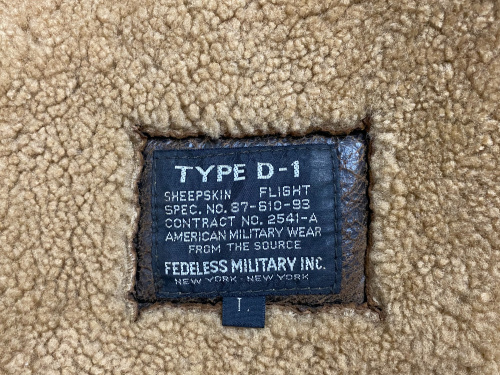 TYPE D-1
SHEEPSKIN FLIGHT
SPEC. NO. 37-610-93
CONTRACT NO. 2541-A
AMERICAN MILITARY WEAR
FROM THE SOURCE
FEDELESS MILITARY INC.
NEW YORK - NEW YORK
L